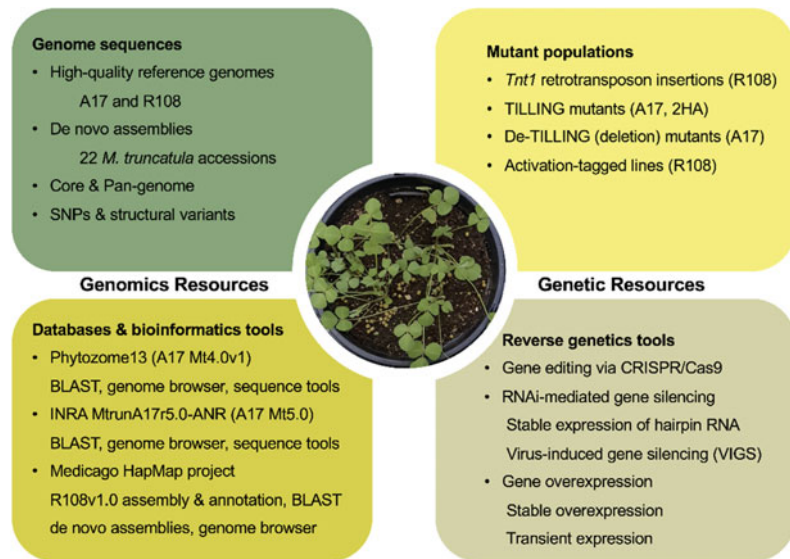 Genome sequences
• High-quality reference genomes
A17 and R108
• De novo assemblies
22 M. truncatula accessions
• Core & Pan-genome
• SNPs & structural variants
Mutant populations
• Tnt1 retrotransposon insertions (R108)
• TILLING mutants (A17, 2HA)
• De-TILLING (deletion) mutants (A17)
• Activation-tagged lines (R108)
Genomics Resources
Genetic Resources
Databases & bioinformatics tools
• Phytozome13 (A17 Mt4.0v1)
BLAST, genome browser, sequence tools
• INRA MtrunA17r5.0-ANR (A17 Mt5.0)
BLAST, genome browser, sequence tools
• Medicago HapMap project
R108v1.0 assembly & annotation, BLAST
de novo assemblies, genome browser
Reverse genetics tools
• Gene editing via CRISPR/Cas9
• RNAi-mediated gene silencing
Stable expression of hairpin RNA
Virus-induced gene silencing (VIGS)
• Gene overexpression
Stable overexpression
Transient expression